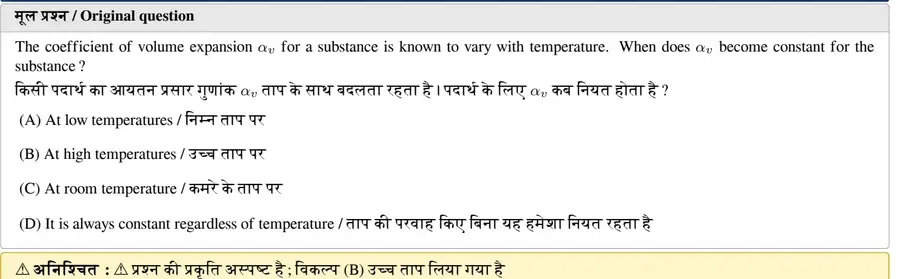 मूल प्रश्न / Original question
The coefficient of volume expansion αv for a substance is known to vary with temperature. When does αv become constant for the
substance ?
किसी पदार्थ का आयतन प्रसार गुणांक αv ताप के साथ बदलता रहता है। पदार्थ के लिए αv कब नियत होता है ?
(A) At low temperatures / निम्न ताप पर
(B) At high temperatures / उच्च ताप पर
(C) At room temperature / कमरे के ताप पर
(D) It is always constant regardless of temperature / ताप की परवाह किए बिना यह हमेशा नियत रहता है
⚠ अनिश्चित : ⚠ प्रश्न की प्रकृति अस्पष्ट है ; विकल्प (B) उच्च ताप लिया गया है